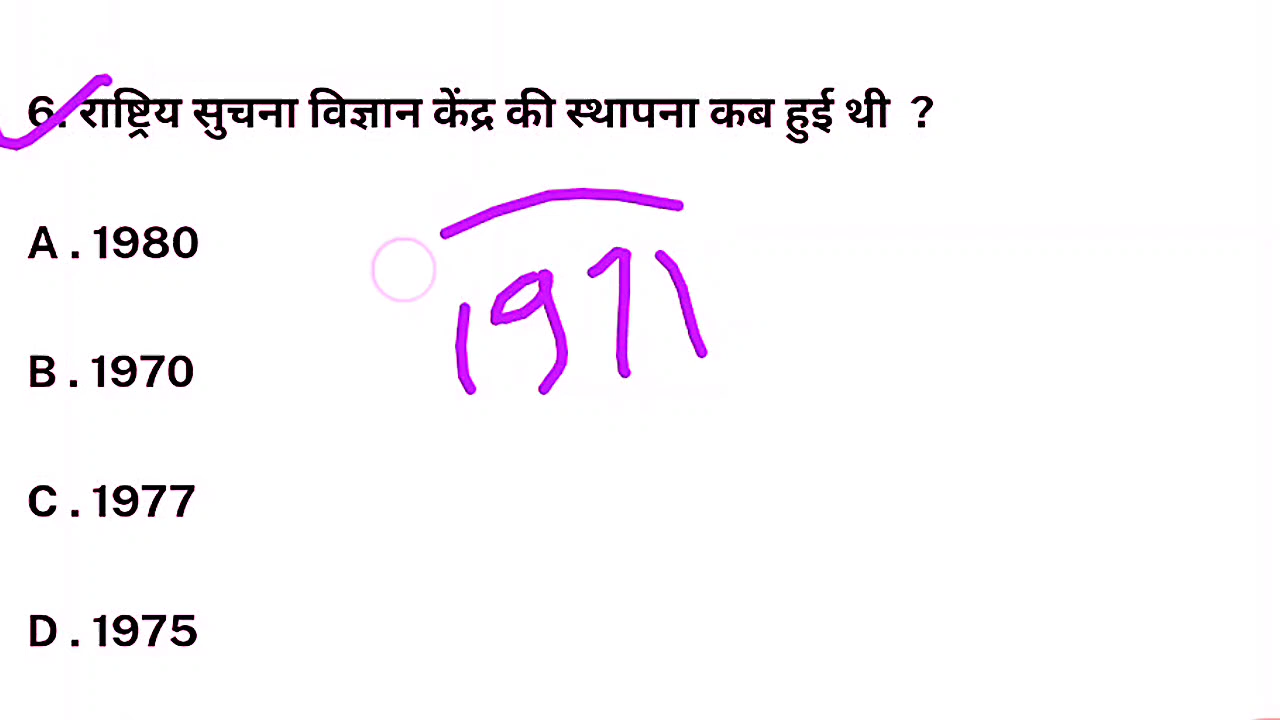 6. राष्ट्रिय सुचना विज्ञान केंद्र की स्थापना कब हुई थी ?
A . 1980
1971
B . 1970
C . 1977
D . 1975